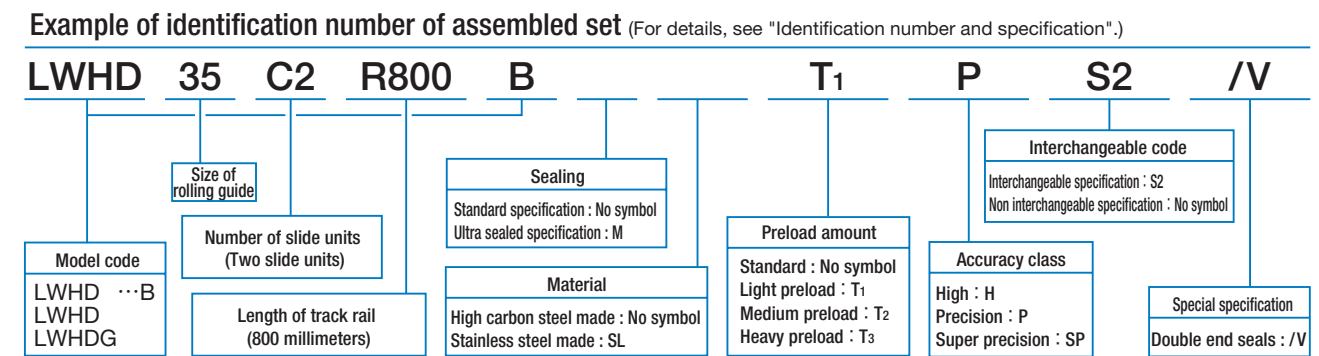 Example of identification number of assembled set (For details, see "Identification number and specification".)
LWHD 35 C2 R800 B T1 P S2 /V
Size of
rolling guide
Number of slide units
(Two slide units)
Length of track rail
(800 millimeters)
Model code
LWHD …B
LWHD
LWHDG
Sealing
Standard specification : No symbol
Ultra sealed specification : M
Material
High carbon steel made : No symbol
Stainless steel made : SL
Preload amount
Standard : No symbol
Light preload : T1
Medium preload : T2
Heavy preload : T3
Interchangeable code
Interchangeable specification : S2
Non interchangeable specification : No symbol
Accuracy class
High : H
Precision : P
Super precision : SP
Special specification
Double end seals : /V